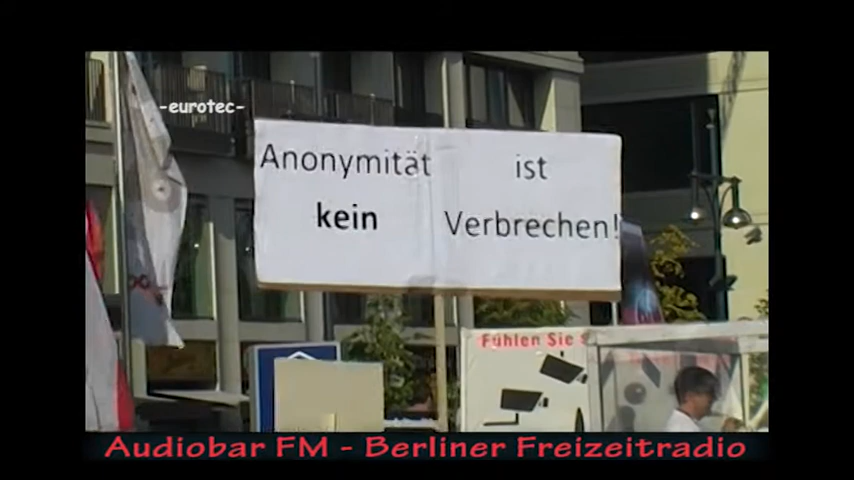 -eurotec-
Anonymität ist
kein Verbrechen!
Fühlen Sie
Audiobar FM - Berliner Freizeitradio